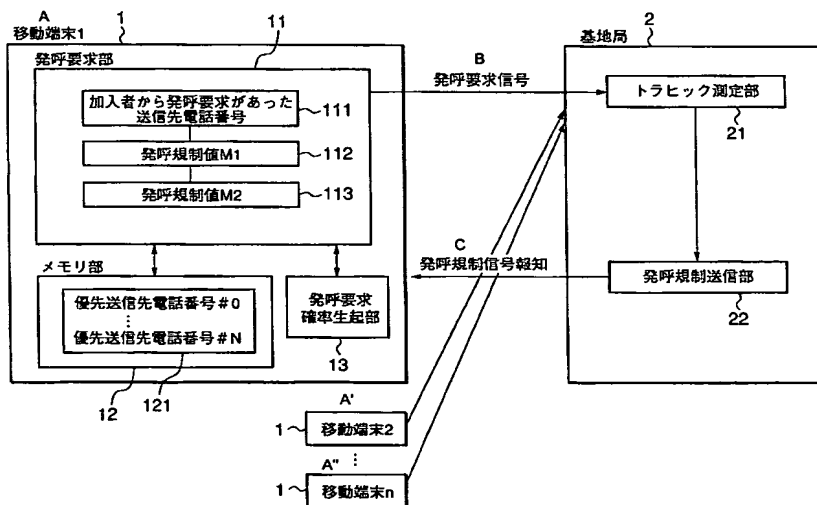 A
移動端末1
1
発呼要求部
11
加入者から発呼要求があった
送信先電話番号
111
発呼規制値M1
112
発呼規制値M2
113
メモリ部
優先送信先電話番号#0
⋮
優先送信先電話番号#N
12
121
発呼要求
確率生起部
13
B
発呼要求信号
C
発呼規制信号報知
基地局
2
トラヒック測定部
21
発呼規制送信部
22
A'
1
移動端末2
⋮
A"
1
移動端末n